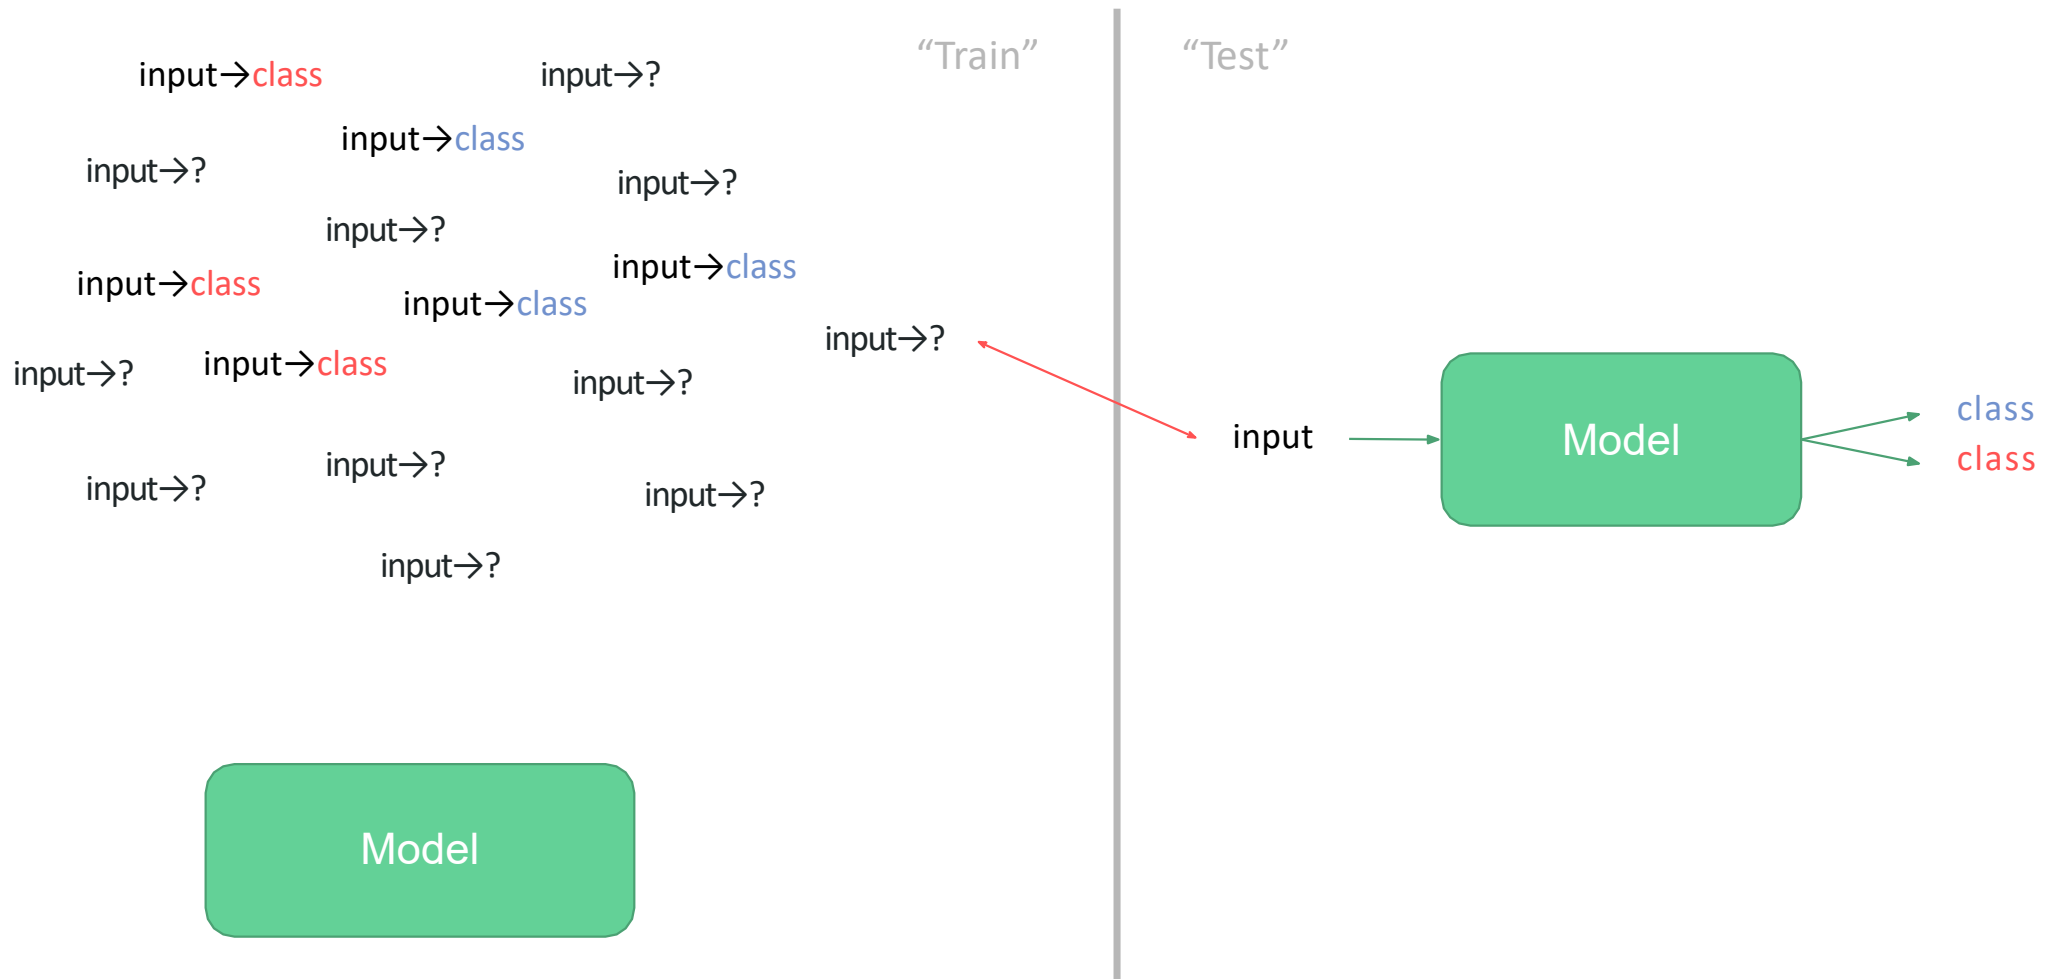 “Train”
input→class
input→?
input→class
input→?
input→?
input→?
input→class
input→class
input→class
input→?
input→class
input→?
input→?
input→?
input→?
input→?
input→?
Model
“Test”
input
Model
class
class